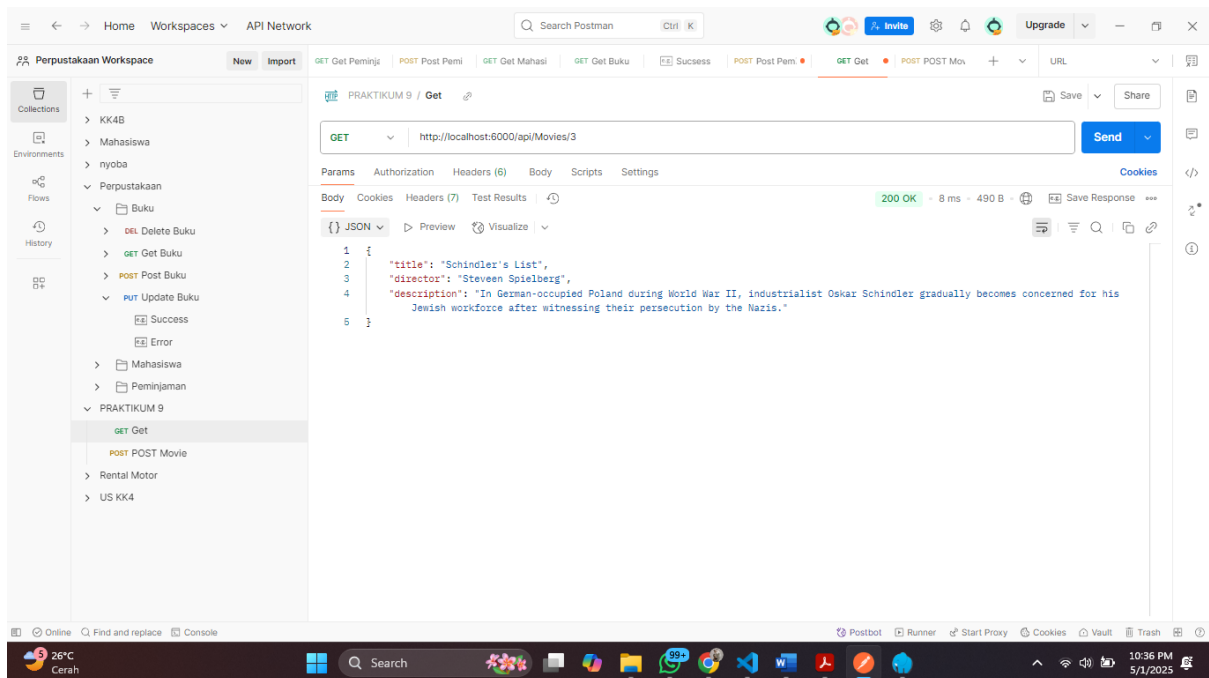 Home Workspaces API Network Search Postman Ctrl K Invite Upgrade
Perpustakaan Workspace New Import GET Get Peminja POST Post Pemi GET Get Mahasi GET Get Buku e.g. Sucsess POST Post Pem GET Get POST POST Mov URL
Collections
Environments
Flows
History
KK4B
Mahasiswa
nyoba
Perpustakaan
Buku
DEL Delete Buku
GET Get Buku
POST Post Buku
PUT Update Buku
e.g. Success
e.g. Error
Mahasiswa
Peminjaman
PRAKTIKUM 9
GET Get
POST POST Movie
Rental Motor
US KK4
HTTP PRAKTIKUM 9 / Get Save Share
GET http://localhost:6000/api/Movies/3 Send
Params Authorization Headers (6) Body Scripts Settings Cookies
Body Cookies Headers (7) Test Results 200 OK 8 ms 490 B e.g. Save Response
{} JSON Preview Visualize
1 {
2 "title": "Schindler's List",
3 "director": "Steveen Spielberg",
4 "description": "In German-occupied Poland during World War II, industrialist Oskar Schindler gradually becomes concerned for his
Jewish workforce after witnessing their persecution by the Nazis."
5 }
Online Find and replace Console Postbot Runner Start Proxy Cookies Vault Trash
5 26°C
Cerah
Search
99+
10:36 PM
5/1/2025